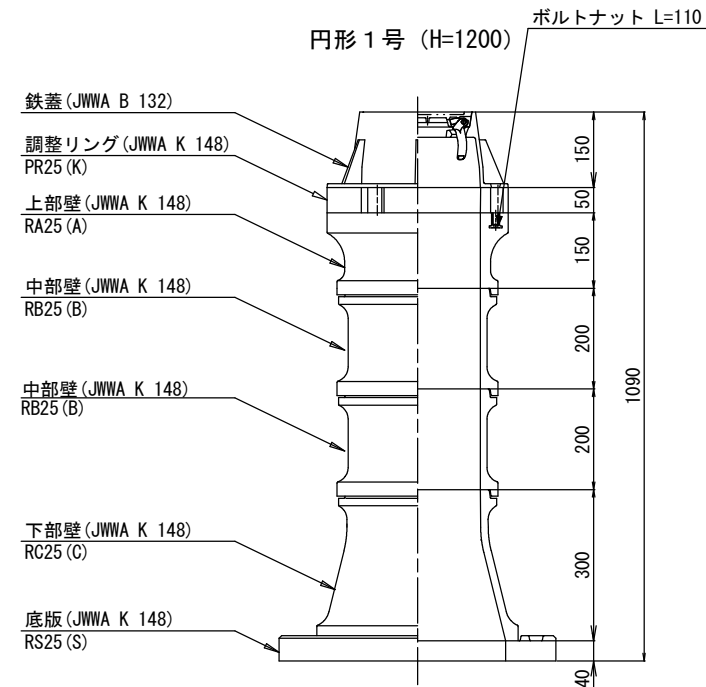 ボルトナット L=110
円形１号 (H=1200)
鉄蓋(JWWA B 132)
調整リング(JWWA K 148)
PR25(K)
上部壁(JWWA K 148)
RA25(A)
中部壁(JWWA K 148)
RB25(B)
中部壁(JWWA K 148)
RB25(B)
下部壁(JWWA K 148)
RC25(C)
底版(JWWA K 148)
RS25(S)
150
50
150
200
200
300
40
1090